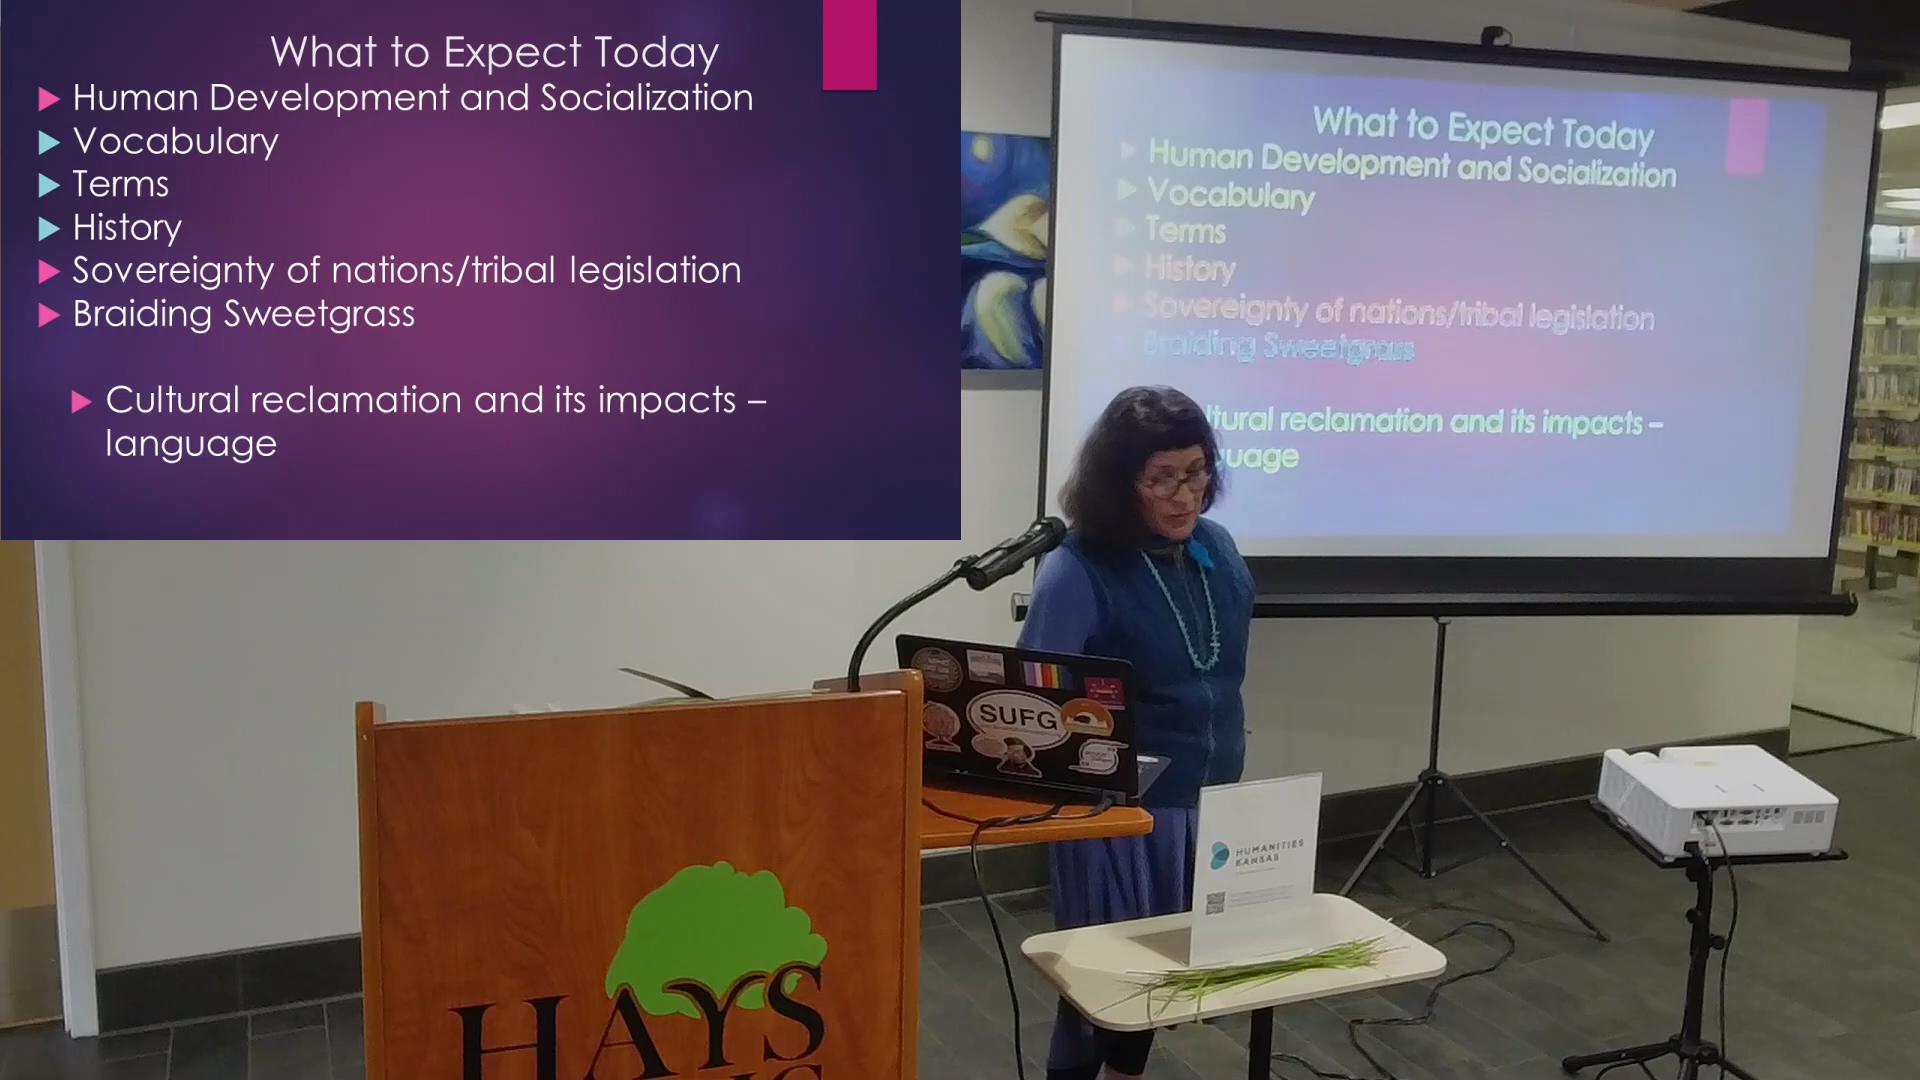 What to Expect Today
Human Development and Socialization
Vocabulary
Terms
History
Sovereignty of nations/tribal legislation
Braiding Sweetgrass
Cultural reclamation and its impacts –
language
What to Expect Today
Human Development and Socialization
Vocabulary
Terms
History
Sovereignty of nations/tribal legislation
Braiding Sweetgrass
tural reclamation and its impacts –
uage
SUFG
HUMANITIES
KANSAS
HAYS